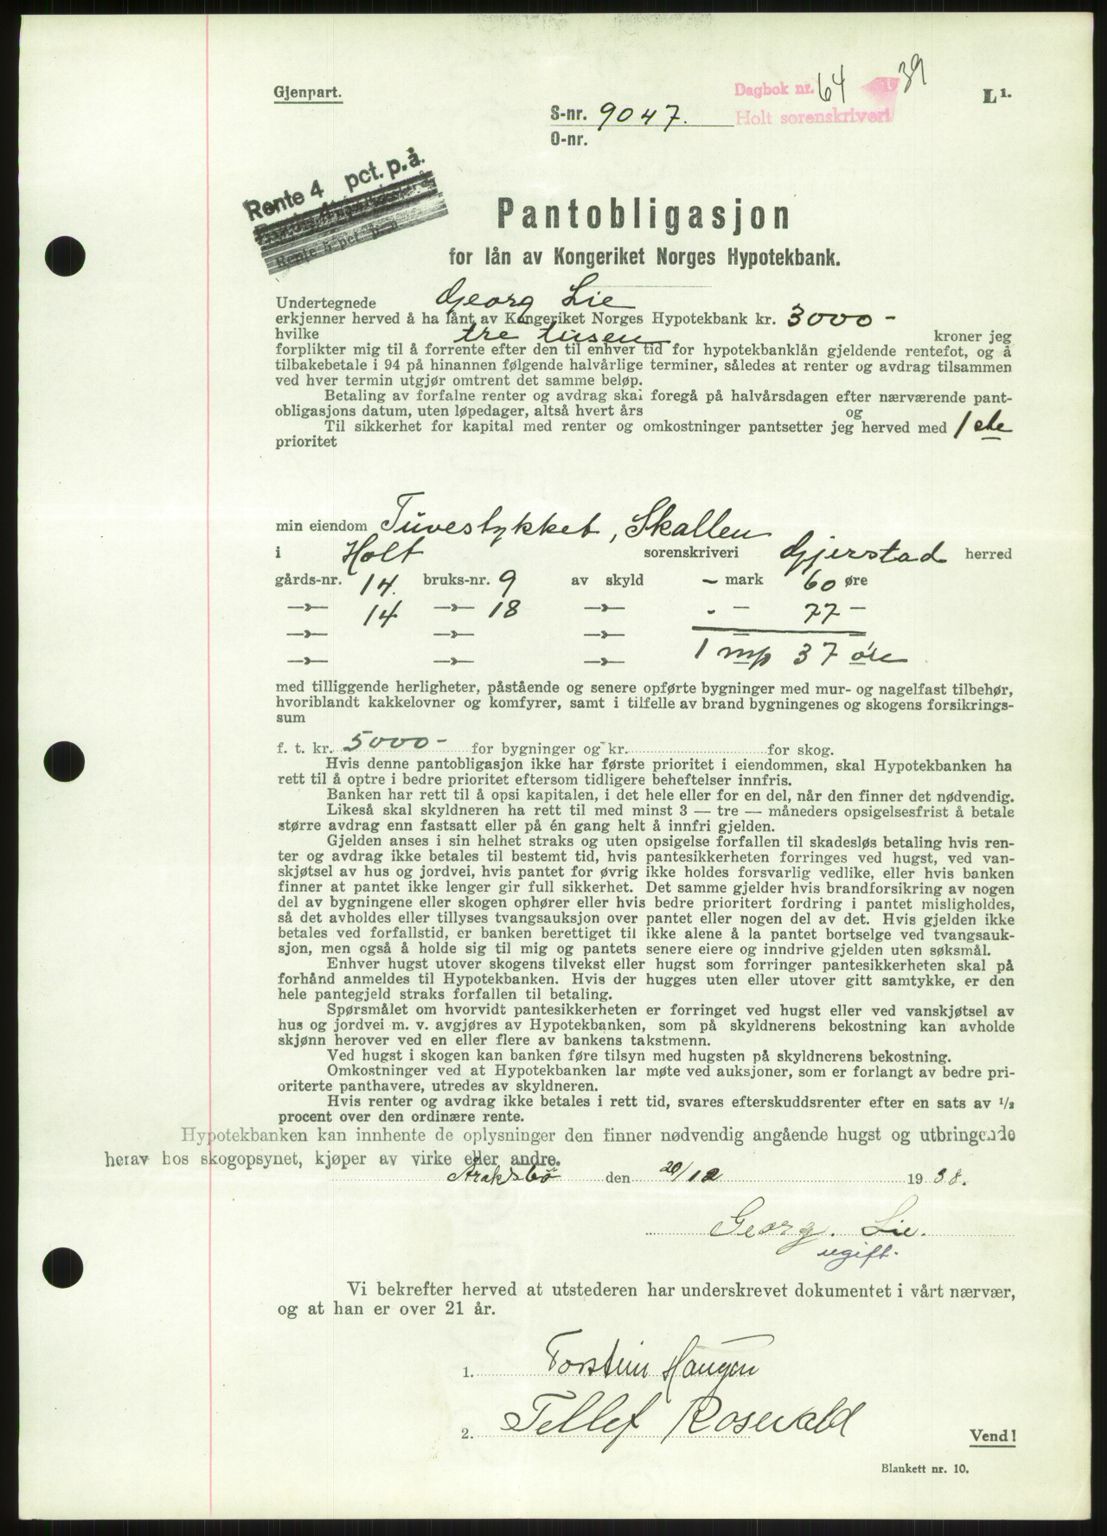 Gjenpart.
Dagbok nr. 64 1939
L 1.
S-nr. 9047.
Holt sorenskriveri
O-nr.
Rente 4 pct. p. å.
Rente 5 pct.
Pantobligasjon
for lån av Kongeriket Norges Hypotekbank.
Undertegnede Georg Lie
erkjenner herved å ha lånt av Kongeriket Norges Hypotekbank kr. 3000 -
hvilke tre tusen kroner jeg
forplikter mig til å forrente efter den til enhver tid for hypotekbanklån gjeldende rentefot, og å
tilbakebetale i 94 på hinannen følgende halvårlige terminer, således at renter og avdrag tilsammen
ved hver termin utgjør omtrent det samme beløp.
Betaling av forfalne renter og avdrag skal foregå på halvårsdagen efter nærværende pant-
obligasjons datum, uten løpedager, altså hvert års og
Til sikkerhet for kapital med renter og omkostninger pantsetter jeg herved med 1ste
prioritet
min eiendom Tuvestykket, Skallen
i Holt sorenskriveri Gjerstad herred
gårds-nr. 14. bruks-nr. 9 av skyld - mark 60 øre
—»— 14 —»— 18 —»— - — 77 —
—»— —»— —»—
—»— —»— —»— 1 mp 37 øre
med tilliggende herligheter, påstående og senere opførte bygninger med mur- og nagelfast tilbehør,
hvoriblandt kakkelovner og komfyrer, samt i tilfelle av brand bygningenes og skogens forsikrings-
sum
f. t. kr. 5000 - for bygninger og kr. for skog.
Hvis denne pantobligasjon ikke har første prioritet i eiendommen, skal Hypotekbanken ha
rett til å optre i bedre prioritet eftersom tidligere beheftelser innfris.
Banken har rett til å opsi kapitalen, i det hele eller for en del, når den finner det nødvendig.
Likeså skal skyldneren ha rett til med minst 3 — tre — måneders opsigelsesfrist å betale
større avdrag enn fastsatt eller på én gang helt å innfri gjelden.
Gjelden anses i sin helhet straks og uten opsigelse forfallen til skadesløs betaling hvis ren-
ter og avdrag ikke betales til bestemt tid, hvis pantesikkerheten forringes ved hugst, ved van-
skjøtsel av hus og jordvei, hvis pantet for øvrig ikke holdes forsvarlig vedlike, eller hvis banken
finner at pantet ikke lenger gir full sikkerhet. Det samme gjelder hvis brandforsikring av nogen
del av bygningene eller skogen ophører eller hvis bedre prioritert fordring i pantet misligholdes,
så det avholdes eller tillyses tvangsauksjon over pantet eller nogen del av det. Hvis gjelden ikke
betales ved forfallstid, er banken berettiget til ikke alene å la pantet bortselge ved tvangsauk-
sjon, men også å holde sig til mig og pantets senere eiere og inndrive gjelden uten søksmål.
Enhver hugst utover skogens tilvekst eller hugst som forringer pantesikkerheten skal på
forhånd anmeldes til Hypotekbanken. Hvis der hugges uten eller utover gitt samtykke, er den
hele pantegjeld straks forfallen til betaling.
Spørsmålet om hvorvidt pantesikkerheten er forringet ved hugst eller ved vanskjøtsel av
hus og jordvei m. v. avgjøres av Hypotekbanken, som på skyldnerens bekostning kan avholde
skjønn herover ved en eller flere av bankens takstmenn.
Ved hugst i skogen kan banken føre tilsyn med hugsten på skyldnerens bekostning.
Omkostninger ved at Hypotekbanken lar møte ved auksjoner, som er forlangt av bedre pri-
oriterte panthavere, utredes av skyldneren.
Hvis renter og avdrag ikke betales i rett tid, svares efterskuddsrenter efter en sats av 1/2
procent over den ordinære rente.
Hypotekbanken kan innhente de oplysninger den finner nødvendig angående hugst og utbringende
herav hos skogopsynet, kjøper av virke eller andre.
Araksbø den 20/12 1938.
Georg. Lie.
ugift.
Vi bekrefter herved at utstederen har underskrevet dokumentet i vårt nærvær,
og at han er over 21 år.
1. Torstein Haugen
2. Tellef Rosevald
Vend!
Blankett nr. 10.